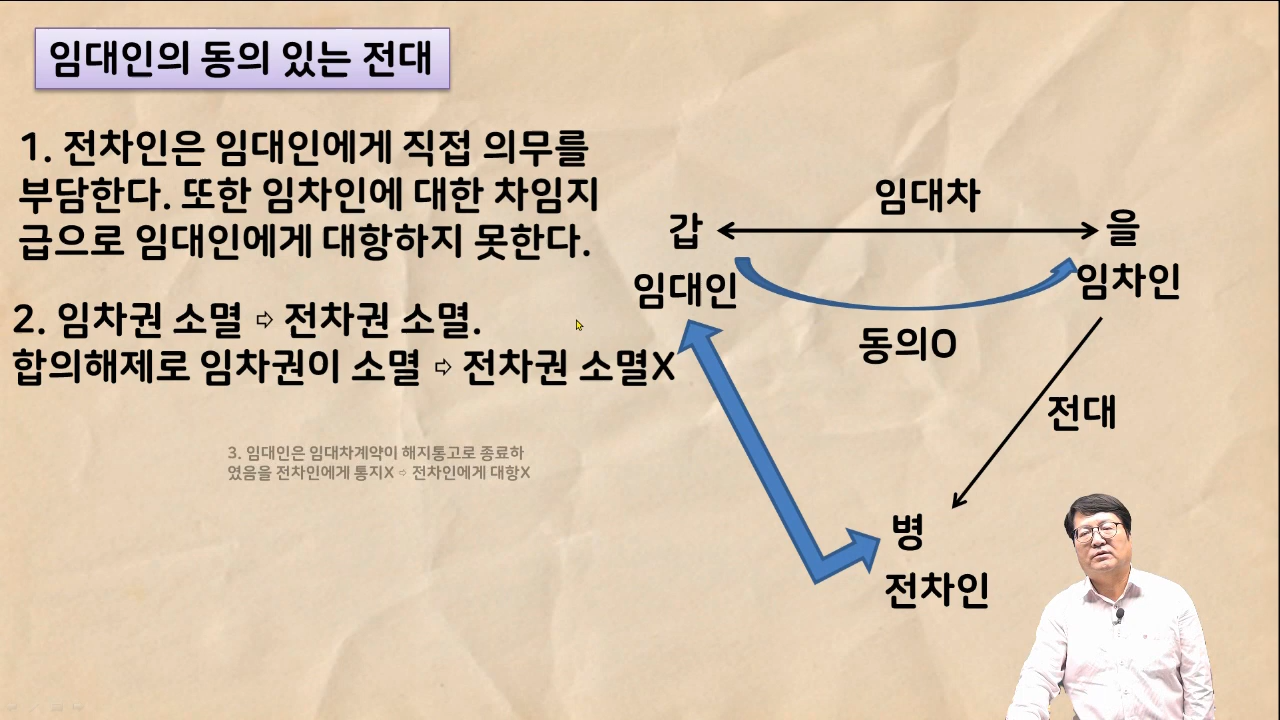 임대인의 동의 있는 전대
1. 전차인은 임대인에게 직접 의무를
부담한다. 또한 임차인에 대한 차임지
급으로 임대인에게 대항하지 못한다.
2. 임차권 소멸 ⇨ 전차권 소멸.
합의해제로 임차권이 소멸 ⇨ 전차권 소멸X
3. 임대인은 임대차계약이 해지통고로 종료하
였음을 전차인에게 통지X ⇨ 전차인에게 대항X
임대차
갑
을
임대인
임차인
동의O
전대
병
전차인